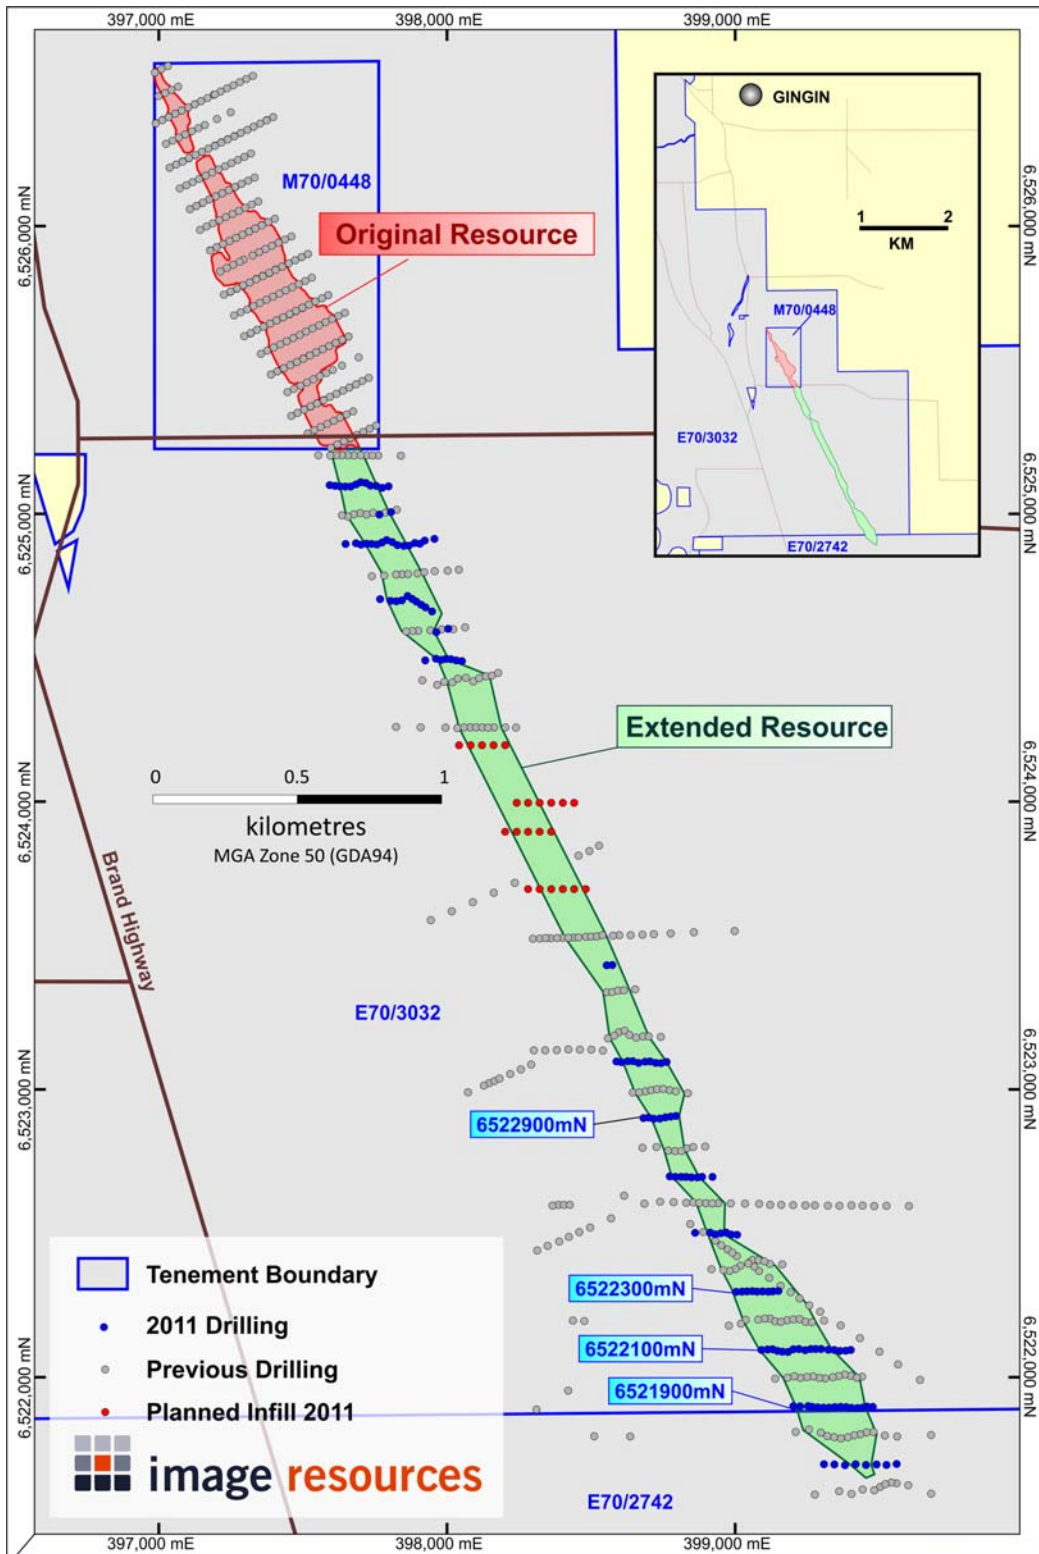 397,000 mE
398,000 mE
399,000 mE
GINGIN
M70/0448
6,526,000 mN
6,526,000 mN
1
2
KM
Original Resource
M70/0448
E70/3032
6,525,000 mN
6,525,000 mN
E70/2742
Extended Resource
0
0.5
1
kilometres
MGA Zone 50 (GDA94)
6,524,000 mN
6,524,000 mN
Brand Highway
E70/3032
6,523,000 mN
6,523,000 mN
6522900mN
Tenement Boundary
6522300mN
2011 Drilling
6522100mN
Previous Drilling
6521900mN
6,522,000 mN
6,522,000 mN
Planned Infill 2011
image resources
E70/2742
397,000 mE
398,000 mE
399,000 mE